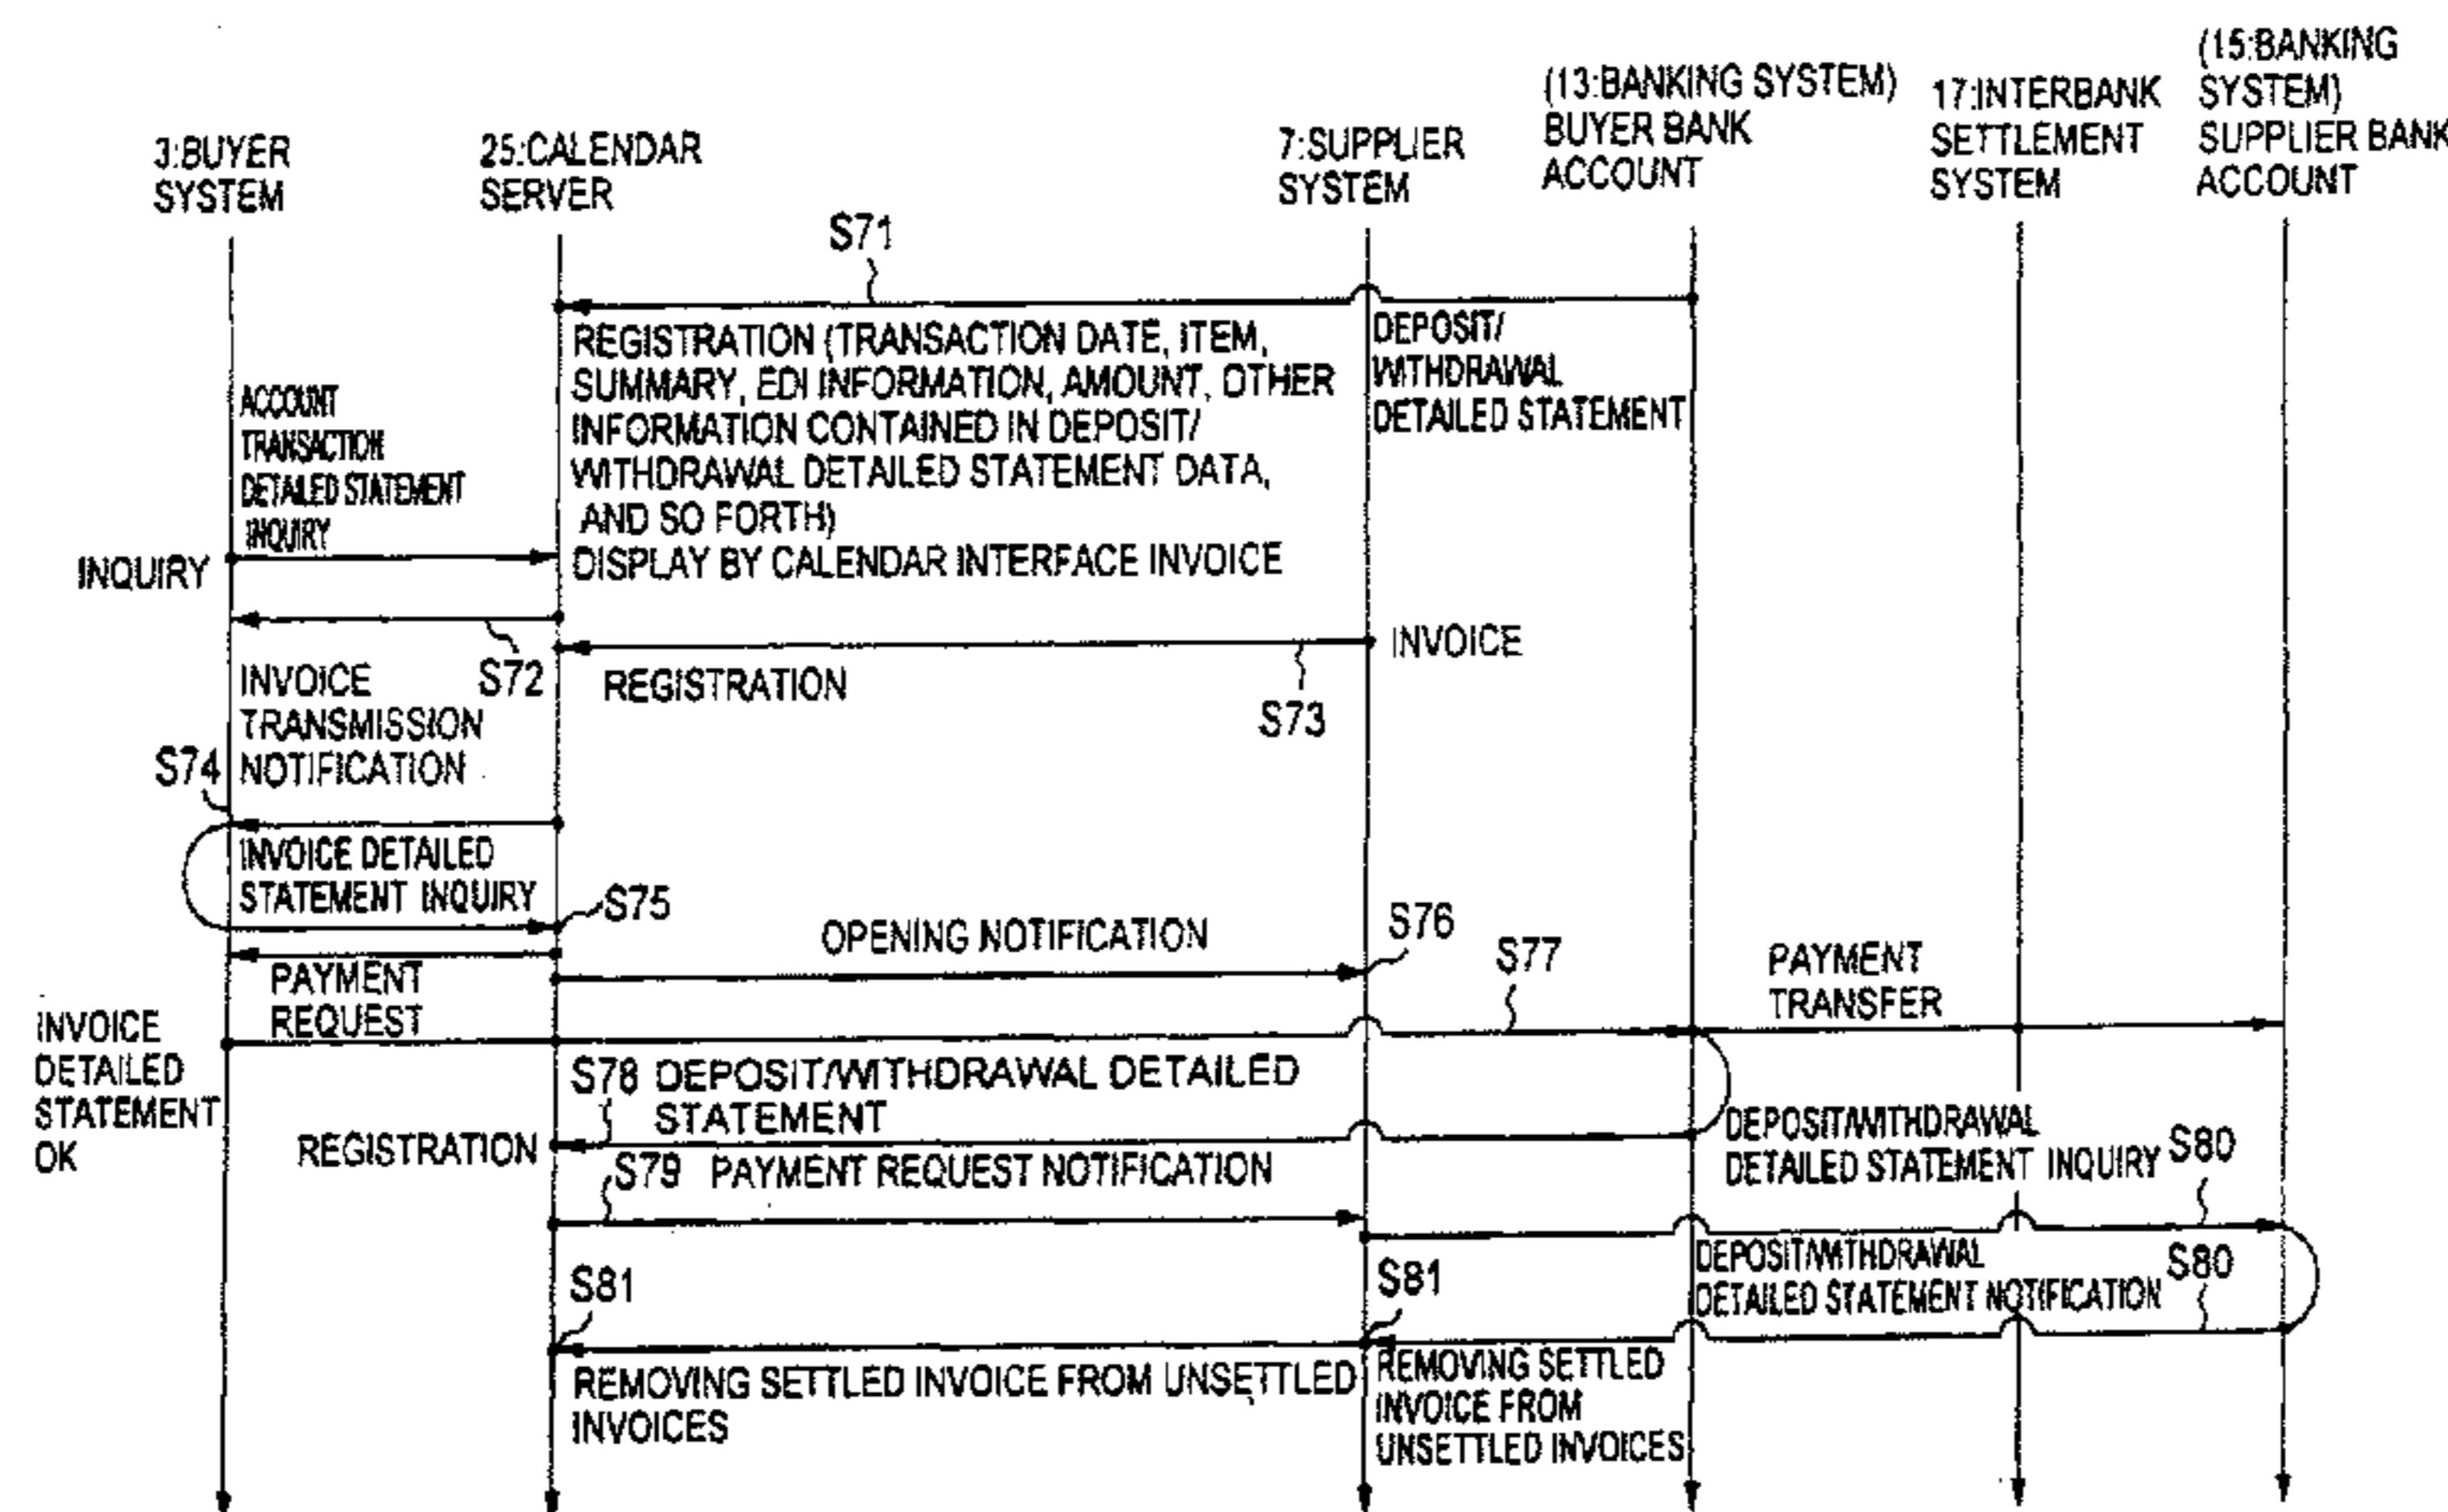 3:BUYER
SYSTEM
25:CALENDAR
SERVER
7:SUPPLIER
SYSTEM
(13:BANKING SYSTEM)
BUYER BANK
ACCOUNT
17:INTERBANK
SETTLEMENT
SYSTEM
(15:BANKING
SYSTEM)
SUPPLIER BANK
ACCOUNT
S71
REGISTRATION (TRANSACTION DATE, ITEM,
SUMMARY, EDI INFORMATION, AMOUNT, OTHER
INFORMATION CONTAINED IN DEPOSIT/
WITHDRAWAL DETAILED STATEMENT DATA,
AND SO FORTH)
DISPLAY BY CALENDAR INTERFACE INVOICE
DEPOSIT/
WITHDRAWAL
DETAILED STATEMENT
ACCOUNT
TRANSACTION
DETAILED STATEMENT
INQUIRY
INQUIRY
S72
REGISTRATION
S73
INVOICE
INVOICE
TRANSMISSION
NOTIFICATION
S74
INVOICE DETAILED
STATEMENT INQUIRY
S75
OPENING NOTIFICATION
S76
PAYMENT
REQUEST
S77
PAYMENT
TRANSFER
INVOICE
DETAILED
STATEMENT
OK
S78 DEPOSIT/WITHDRAWAL DETAILED
STATEMENT
REGISTRATION
DEPOSIT/WITHDRAWAL
DETAILED STATEMENT INQUIRY
S80
S79 PAYMENT REQUEST NOTIFICATION
DEPOSIT/WITHDRAWAL
DETAILED STATEMENT NOTIFICATION
S80
S81
S81
REMOVING SETTLED INVOICE FROM UNSETTLED
INVOICES
REMOVING SETTLED
INVOICE FROM
UNSETTLED INVOICES